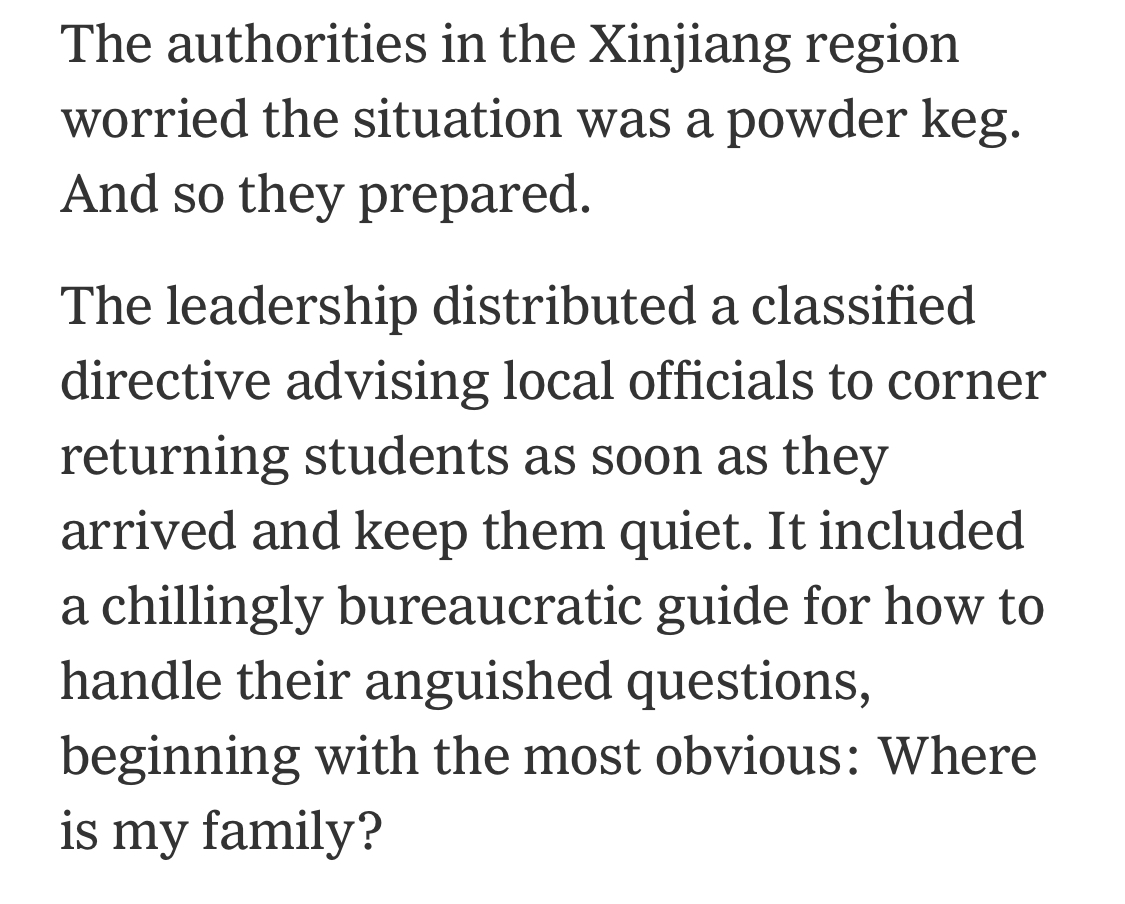 The authorities in the Xinjiang region
worried the situation was a powder keg.
And so they prepared.
The leadership distributed a classified
directive advising local officials to corner
returning students as soon as they
arrived and keep them quiet. It included
a chillingly bureaucratic guide for how to
handle their anguished questions,
beginning with the most obvious: Where
is my family?